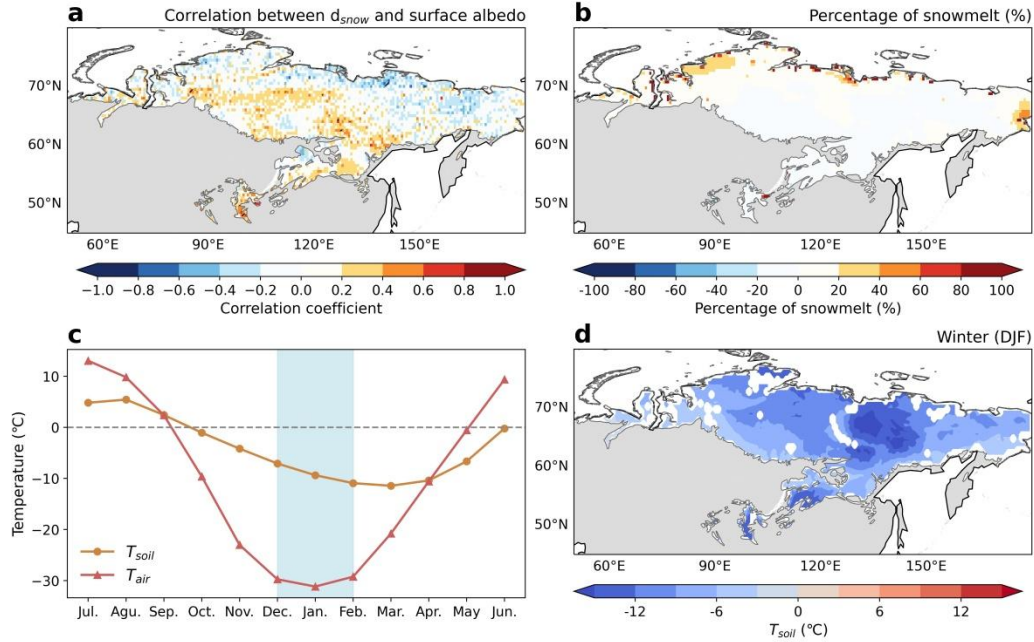 a Correlation between d_snow and surface albedo
70°N
60°N
50°N
60°E 90°E 120°E 150°E
−1.0 −0.8 −0.6 −0.4 −0.2 0.0 0.2 0.4 0.6 0.8 1.0
Correlation coefficient
b Percentage of snowmelt (%)
70°N
60°N
50°N
60°E 90°E 120°E 150°E
-100 -80 -60 -40 -20 0 20 40 60 80 100
Percentage of snowmelt (%)
c
Temperature (°C)
10
0
−10
−20
−30
T_soil
T_air
Jul. Agu. Sep. Oct. Nov. Dec. Jan. Feb. Mar. Apr. May Jun.
d Winter (DJF)
70°N
60°N
50°N
60°E 90°E 120°E 150°E
−12 −6 0 6 12
T_soil (°C)